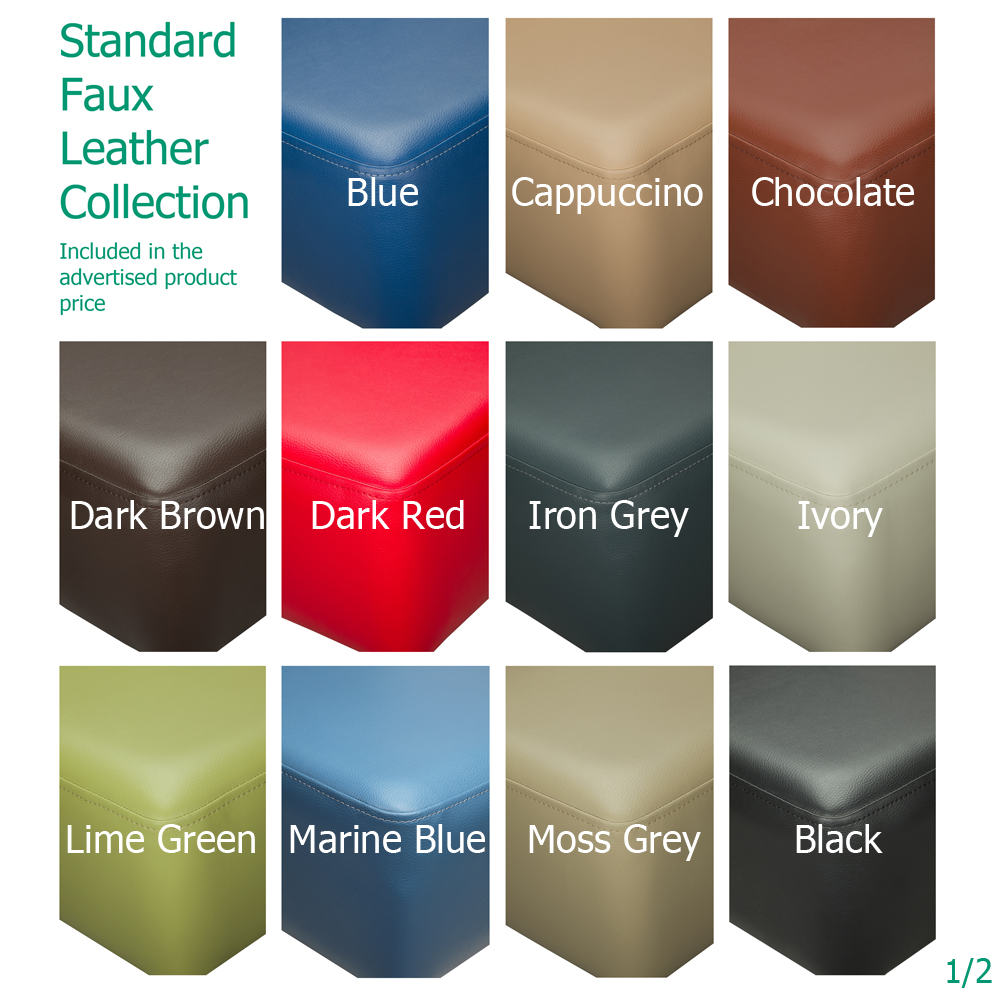 Standard
Faux
Leather
Collection
Included in the
advertised product
price
Blue
Cappuccino
Chocolate
Dark Brown
Dark Red
Iron Grey
Ivory
Lime Green
Marine Blue
Moss Grey
Black
1/2